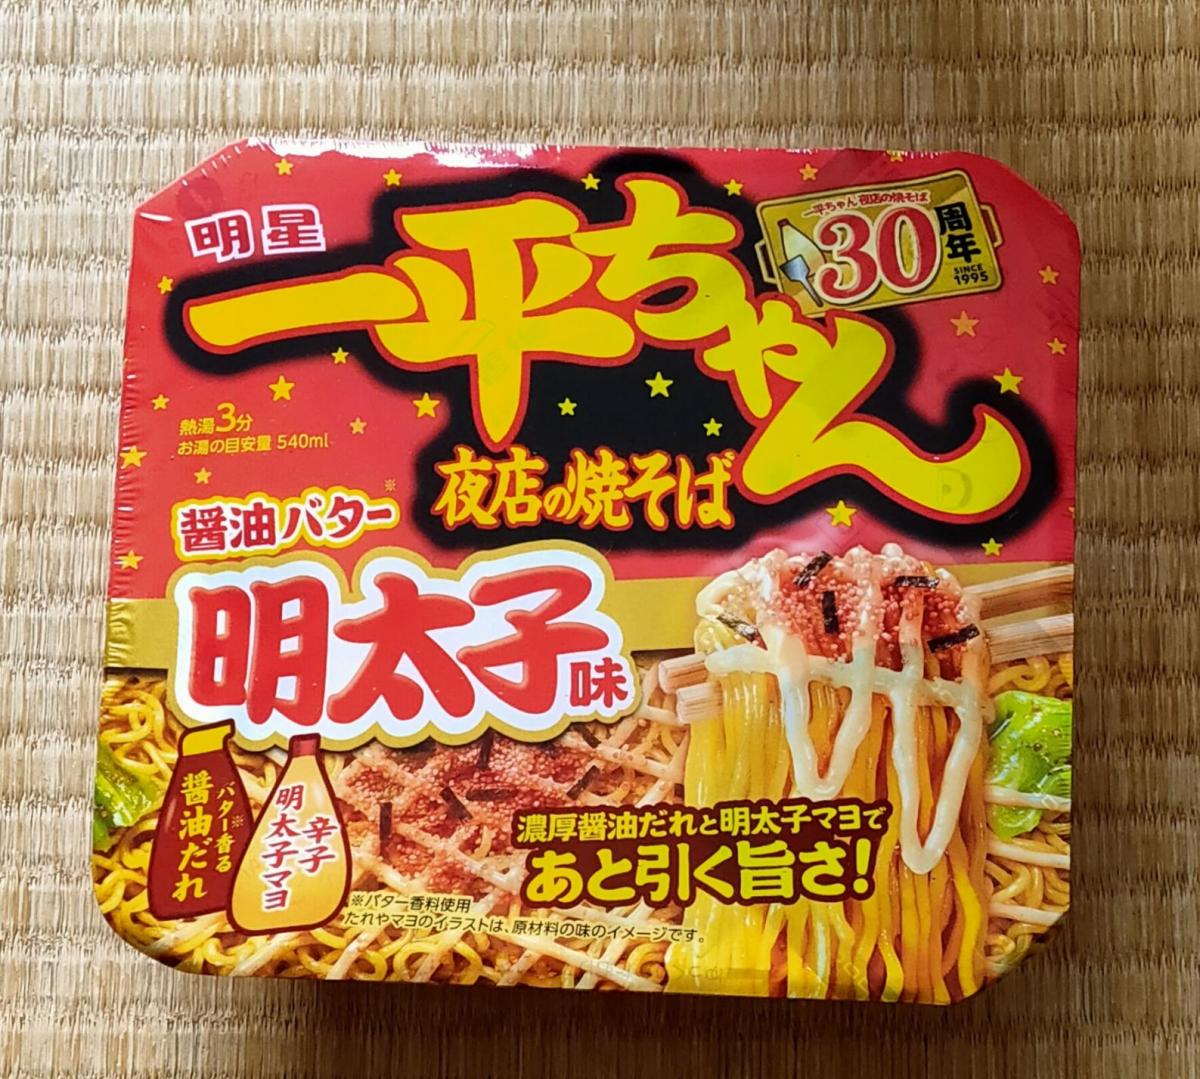 明星
一平ちゃん
夜店の焼そば
一平ちゃん 夜店の焼そば
30周年
SINCE
1995
熱湯3分
お湯の目安量 540ml
醤油バター※
明太子味
バター※香る
醤油だれ
辛子
明太子マヨ
濃厚醤油だれと明太子マヨで
あと引く旨さ!
※バター香料使用
たれやマヨのイラストは、原材料の味のイメージです。